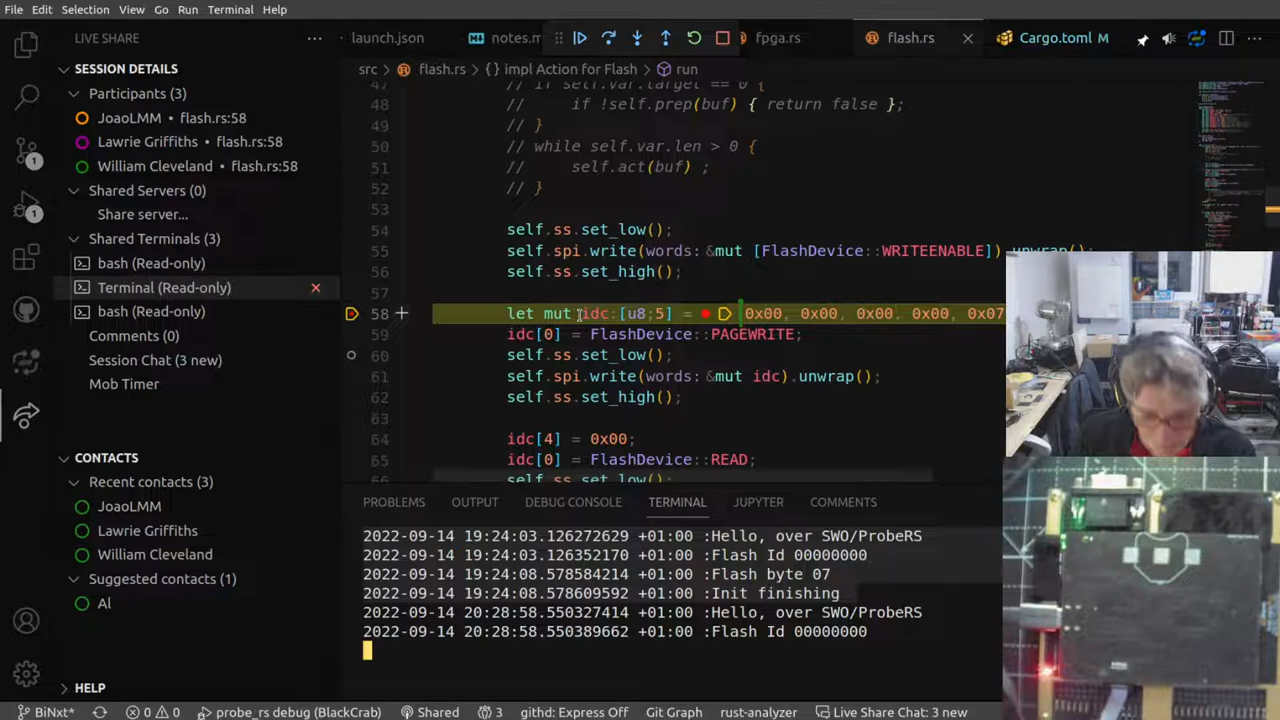 File Edit Selection View Go Run Terminal Help
LIVE SHARE
SESSION DETAILS
Participants (3)
JoaoLMM • flash.rs:58
Lawrie Griffiths • flash.rs:58
William Cleveland • flash.rs:58
Shared Servers (0)
Share server...
Shared Terminals (3)
bash (Read-only)
Terminal (Read-only)
bash (Read-only)
Comments (0)
Session Chat (3 new)
Mob Timer
CONTACTS
Recent contacts (3)
JoaoLMM
Lawrie Griffiths
William Cleveland
Suggested contacts (1)
Al
HELP
1
1
launch.json notes.m fpga.rs flash.rs Cargo.toml M
src > flash.rs > {} impl Action for Flash > run
47 // if self.var.target == 0 {
48 // if !self.prep(buf) { return false };
49 // }
50 // while self.var.len > 0 {
51 self.act(buf) ;
52 // }
53
54 self.ss.set_low();
55 self.spi.write(words: &mut [FlashDevice::WRITEENABLE]).unwrap();
56 self.ss.set_high();
57
58 let mut idc: [u8;5] = 0x00, 0x00, 0x00, 0x00, 0x07
59 idc[0] = FlashDevice::PAGEWRITE;
60 self.ss.set_low();
61 self.spi.write(words: &mut idc).unwrap();
62 self.ss.set_high();
63
64 idc[4] = 0x00;
65 idc[0] = FlashDevice::READ;
66 self.ss.set_low();
PROBLEMS OUTPUT DEBUG CONSOLE TERMINAL JUPYTER COMMENTS
2022-09-14 19:24:03.126272629 +01:00 :Hello, over SWO/ProbeRS
2022-09-14 19:24:03.126352170 +01:00 :Flash Id 00000000
2022-09-14 19:24:08.578584214 +01:00 :Flash byte 07
2022-09-14 19:24:08.578609592 +01:00 :Init finishing
2022-09-14 20:28:58.550327414 +01:00 :Hello, over SWO/ProbeRS
2022-09-14 20:28:58.550389662 +01:00 :Flash Id 00000000
BiNxt* 0 0 probe_rs debug (BlackCrab) Shared 3 githd: Express Off Git Graph rust-analyzer Live Share Chat: 3 new